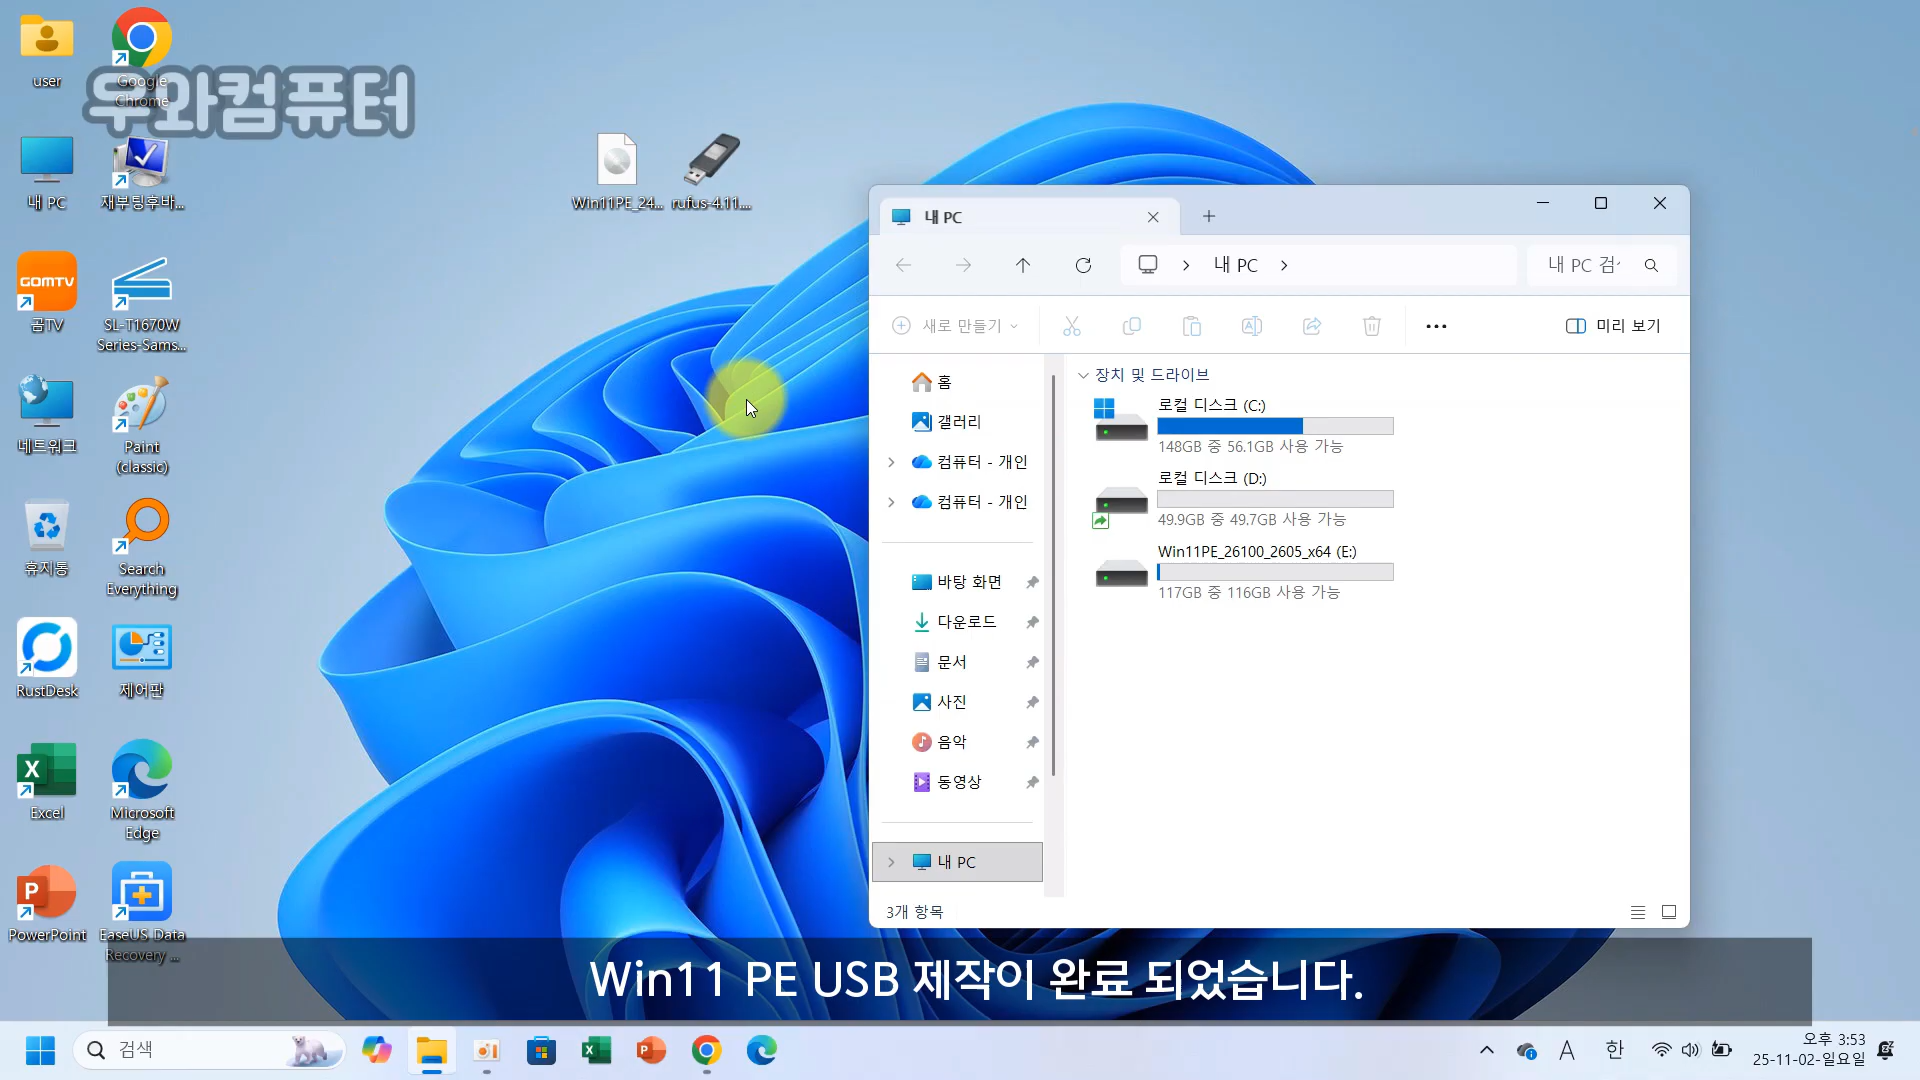 user
Google
Chrome
우와컴퓨터
내 PC
재부팅후바...
Win11PE_24...
rufus-4.11....
GOMTV
곰TV
SL-T1670W
Series-Sams...
네트워크
Paint
(classic)
휴지통
Search
Everything
RustDesk
제어판
Excel
Microsoft
Edge
PowerPoint
EaseUS Data
Recovery ...
내 PC
내 PC
내 PC 검
새로 만들기
미리 보기
홈
갤러리
컴퓨터 - 개인
컴퓨터 - 개인
바탕 화면
다운로드
문서
사진
음악
동영상
내 PC
장치 및 드라이브
로컬 디스크 (C:)
148GB 중 56.1GB 사용 가능
로컬 디스크 (D:)
49.9GB 중 49.7GB 사용 가능
Win11PE_26100_2605_x64 (E:)
117GB 중 116GB 사용 가능
3개 항목
Win11 PE USB 제작이 완료 되었습니다.
검색
A
한
오후 3:53
25-11-02-일요일